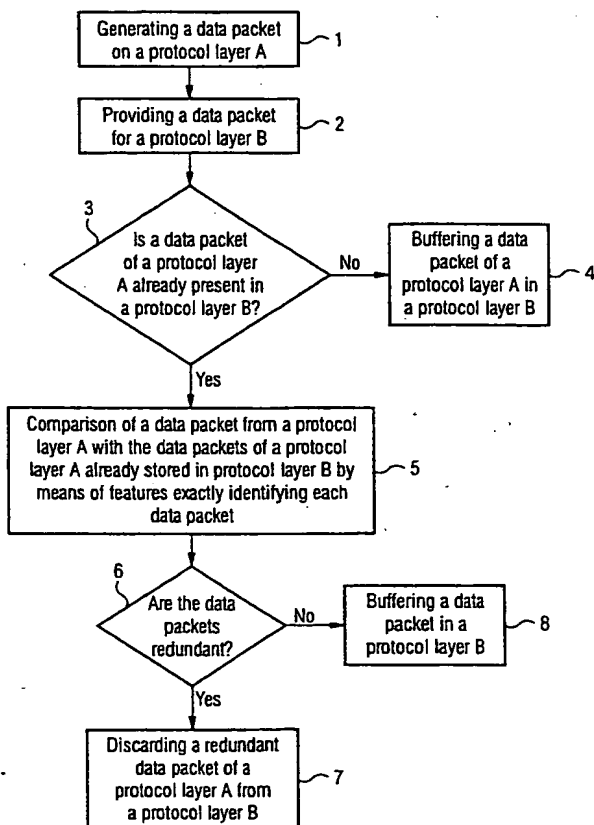 Generating a data packet
on a protocol layer A
1
Providing a data packet
for a protocol layer B
2
3
Is a data packet
of a protocol layer
A already present in
a protocol layer B?
No
Buffering a data
packet of a
protocol layer A in
a protocol layer B
4
Yes
Comparison of a data packet from a protocol
layer A with the data packets of a protocol
layer A already stored in protocol layer B by
means of features exactly identifying each
data packet
5
6
Are the data
packets
redundant?
No
Buffering a data
packet in a
protocol layer B
8
Yes
Discarding a redundant
data packet of a
protocol layer A from
a protocol layer B
7